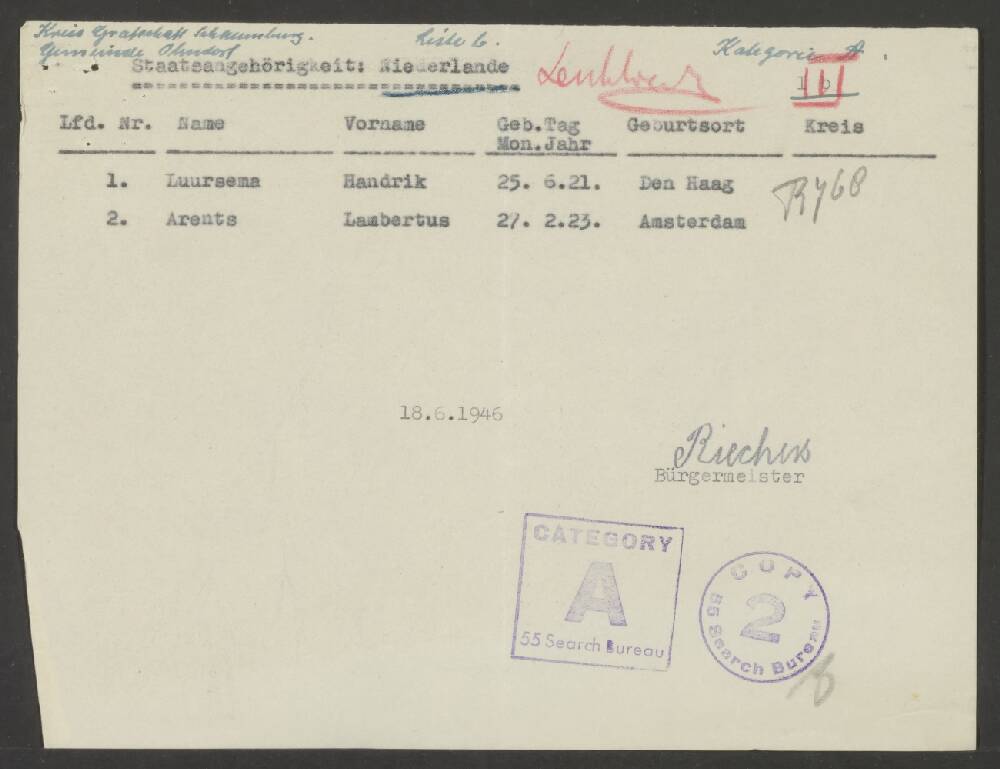 Kreis Grafschaft Schaumburg. Liste b. Kategorie A
Gemeinde Ohndorf
Staatsangehörigkeit: Niederlande III
1 b
Lfd. Nr. Name Vorname Geb.Tag Geburtsort Kreis
Mon.Jahr
1. Luursema Handrik 25. 6.21. Den Haag
R468
2. Arents Lambertus 27. 2.23. Amsterdam
18.6.1946
Riechers
Bürgermeister
CATEGORY
A
55 Search Bureau
COPY
2
55 Search Bureau